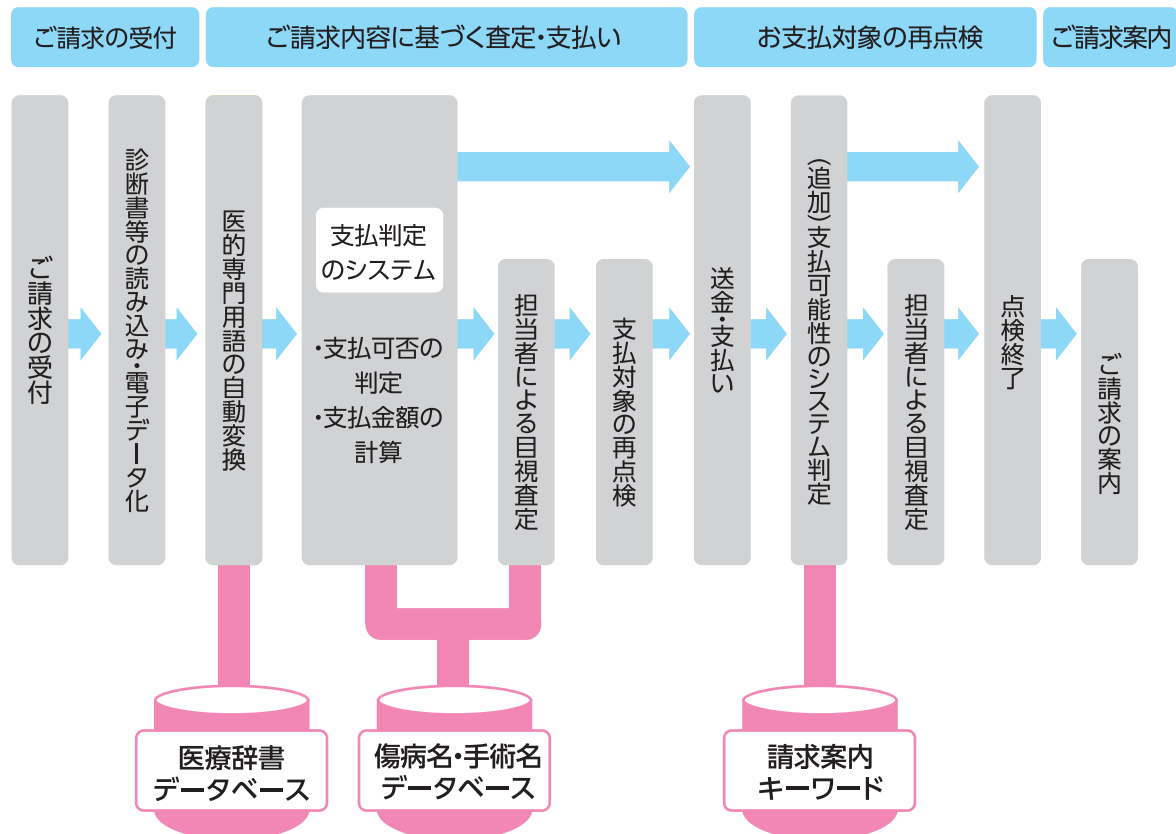 ご請求の受付
ご請求内容に基づく査定・支払い
お支払対象の再点検
ご請求案内
ご請求の受付
診断書等の読み込み・電子データ化
医的専門用語の自動変換
支払判定
のシステム
・支払可否の
判定
・支払金額の
計算
担当者による目視査定
支払対象の再点検
送金・支払い
(追加)支払可能性のシステム判定
担当者による目視査定
点検終了
ご請求の案内
医療辞書
データベース
傷病名・手術名
データベース
請求案内
キーワード